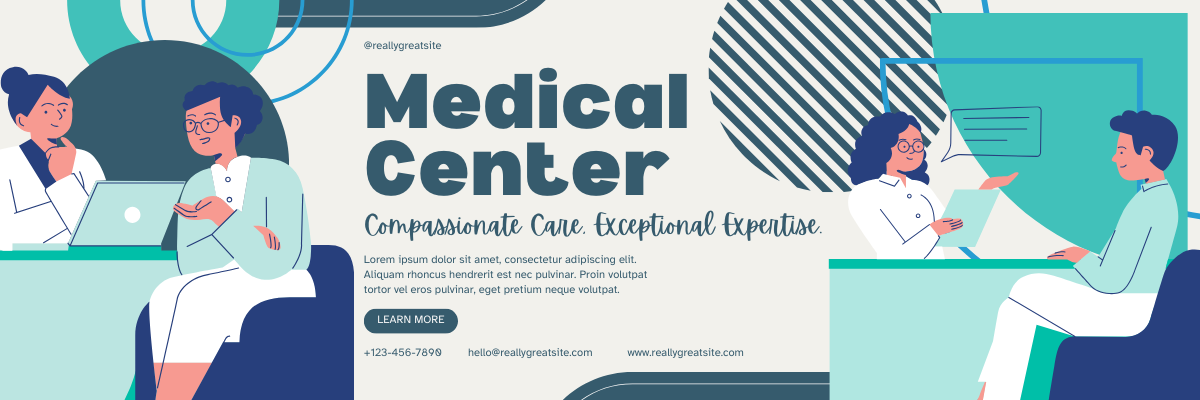 @reallygreatsite
Medical
Center
Compassionate Care. Exceptional Expertise.
Lorem ipsum dolor sit amet, consectetur adipiscing elit.
Aliquam rhoncus hendrerit est nec pulvinar. Proin volutpat
tortor vel eros pulvinar, eget pretium neque volutpat.
LEARN MORE
+123-456-7890 hello@reallygreatsite.com www.reallygreatsite.com